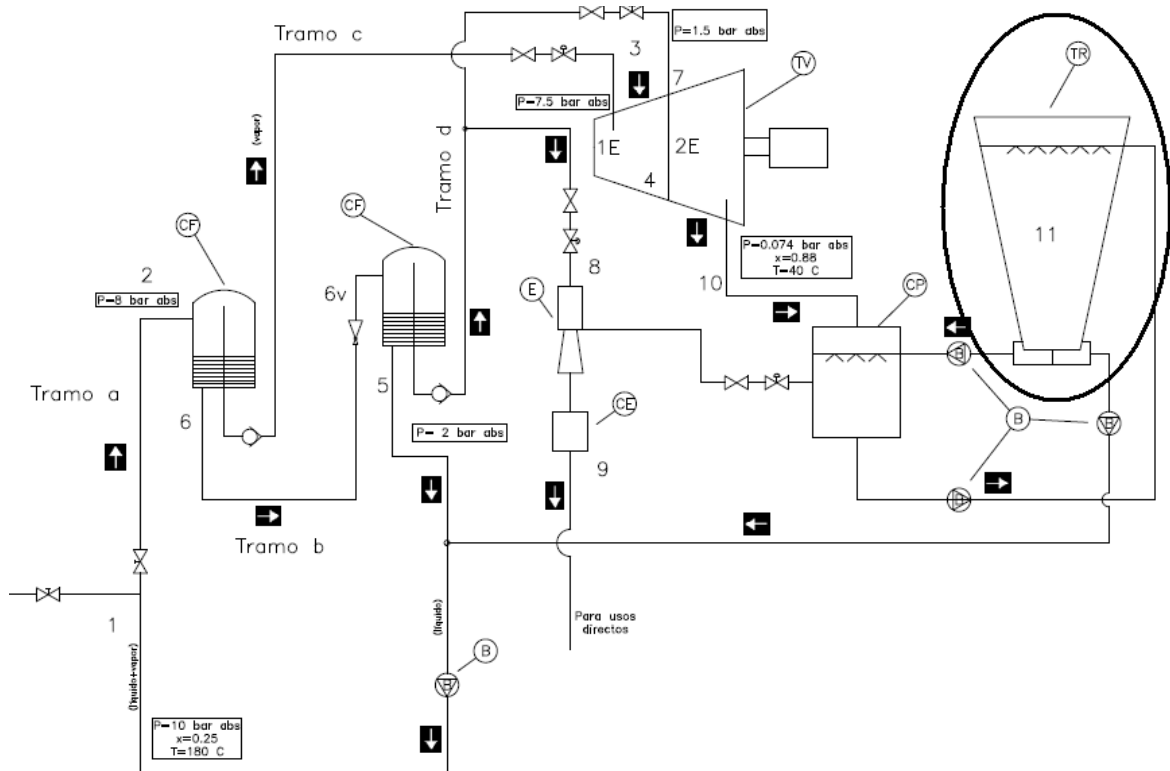 Tramo c
P=1.5 bar abs
TR
3
TV
7
P=7.5 bar abs
(vapor)
Tramo d
1E
2E
4
CF
CF
11
2
P=8 bar abs
6v
8
P=0.074 bar abs
x=0.88
T=40 C
10
E
CP
B
Tramo a
6
5
P= 2 bar abs
CE
B
B
9
B
Tramo b
1
(líquido+vapor)
(líquido)
Para usos
directos
B
B
P=10 bar abs
x=0.25
T=180 C